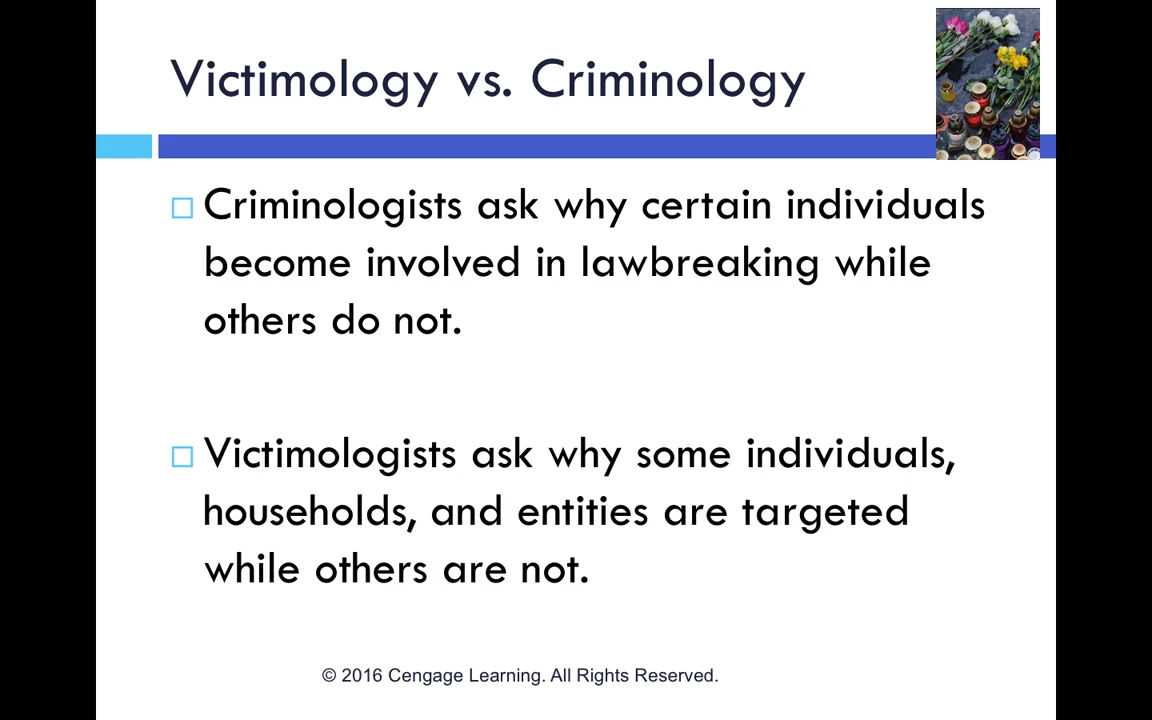 Victimology vs. Criminology
Criminologists ask why certain individuals
become involved in lawbreaking while
others do not.
Victimologists ask why some individuals,
households, and entities are targeted
while others are not.
© 2016 Cengage Learning. All Rights Reserved.